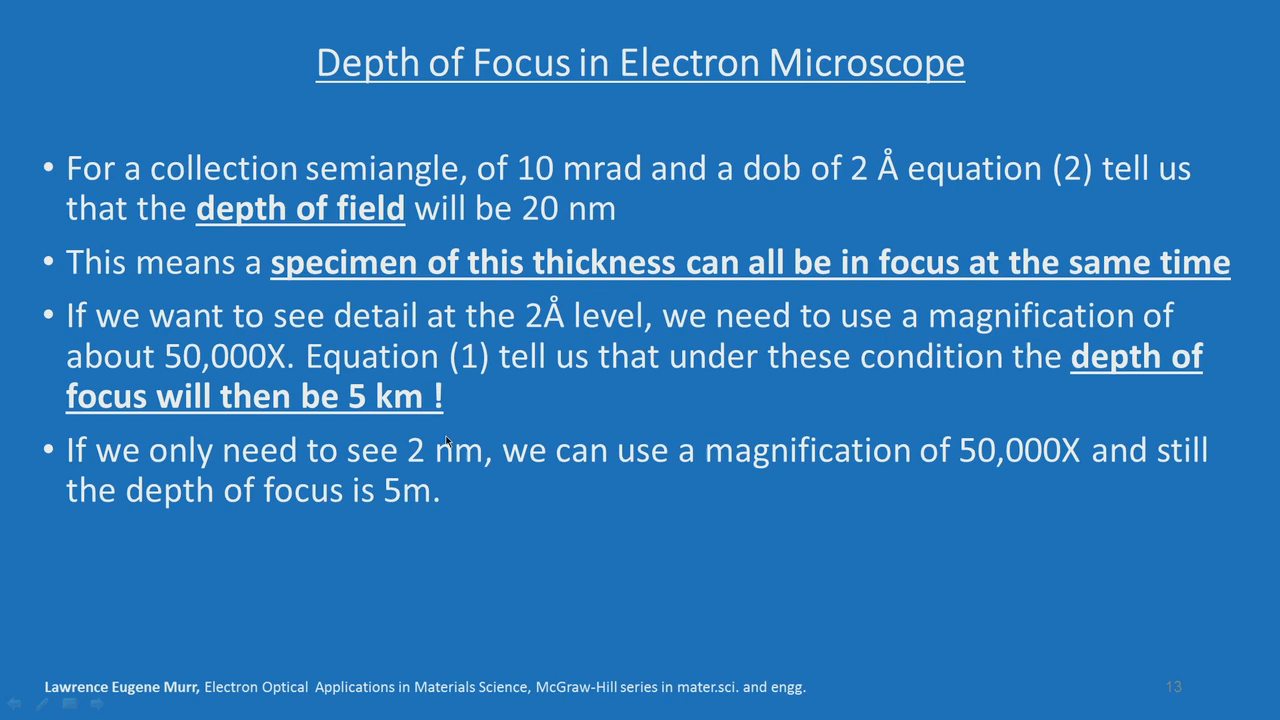 Depth of Focus in Electron Microscope
• For a collection semiangle, of 10 mrad and a dob of 2 Å equation (2) tell us
that the depth of field will be 20 nm
• This means a specimen of this thickness can all be in focus at the same time
• If we want to see detail at the 2Å level, we need to use a magnification of
about 50,000X. Equation (1) tell us that under these condition the depth of
focus will then be 5 km !
• If we only need to see 2 nm, we can use a magnification of 50,000X and still
the depth of focus is 5m.
Lawrence Eugene Murr, Electron Optical Applications in Materials Science, McGraw-Hill series in mater.sci. and engg.
13